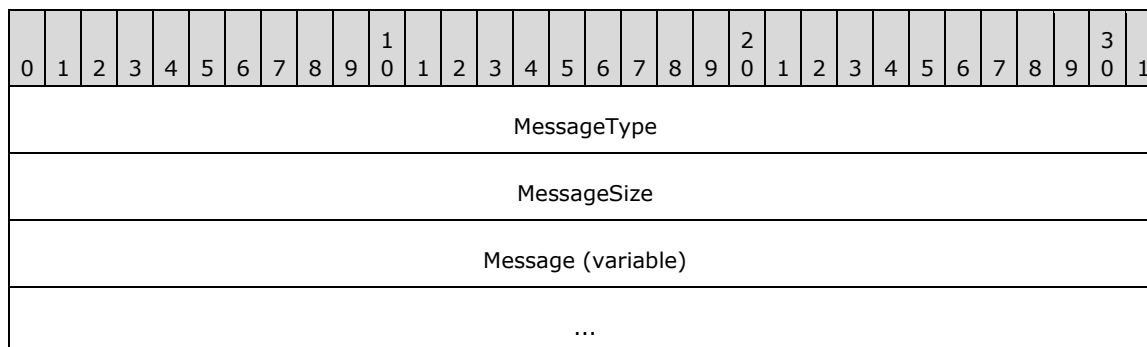 1 2 3
0 1 2 3 4 5 6 7 8 9 0 1 2 3 4 5 6 7 8 9 0 1 2 3 4 5 6 7 8 9 0 1
MessageType
MessageSize
Message (variable)
...